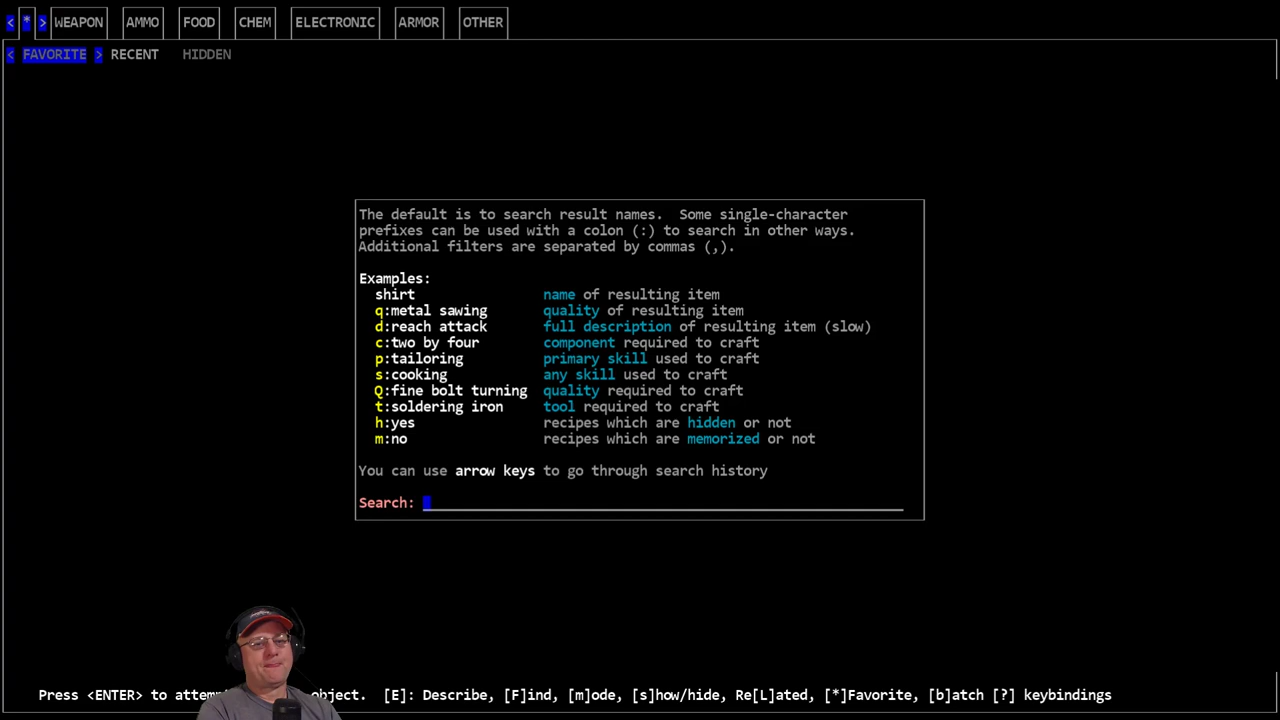 < * > WEAPON AMMO FOOD CHEM ELECTRONIC ARMOR OTHER
< FAVORITE > RECENT HIDDEN
The default is to search result names. Some single-character
prefixes can be used with a colon (:) to search in other ways.
Additional filters are separated by commas (,).
Examples:
shirt name of resulting item
q:metal sawing quality of resulting item
d:reach attack full description of resulting item (slow)
c:two by four component required to craft
p:tailoring primary skill used to craft
s:cooking any skill used to craft
Q:fine bolt turning quality required to craft
t:soldering iron tool required to craft
h:yes recipes which are hidden or not
m:no recipes which are memorized or not
You can use arrow keys to go through search history
Search:
Press <ENTER> to attem object. [E]: Describe, [F]ind, [m]ode, [s]how/hide, Re[L]ated, [*]Favorite, [b]atch [?] keybindings